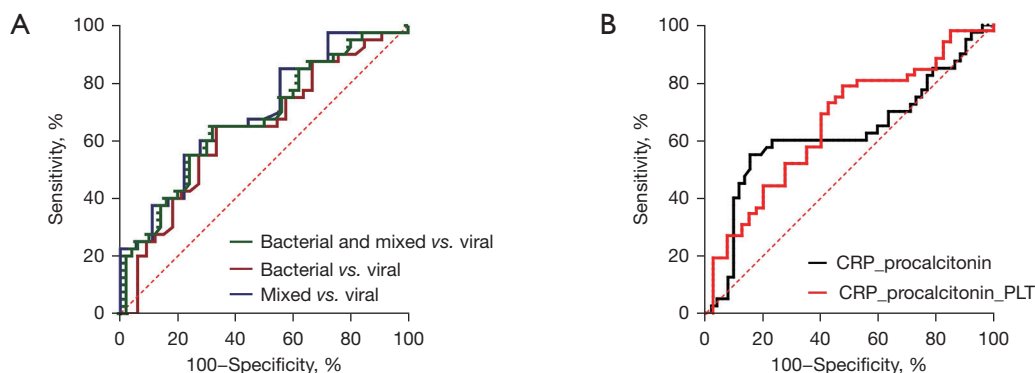 A
100
80
60
40
20
0
Sensitivity, %
Bacterial and mixed vs. viral
Bacterial vs. viral
Mixed vs. viral
0 20 40 60 80 100
100–Specificity, %
B
100
80
60
40
20
0
Sensitivity, %
CRP_procalcitonin
CRP_procalcitonin_PLT
0 20 40 60 80 100
100–Specificity, %